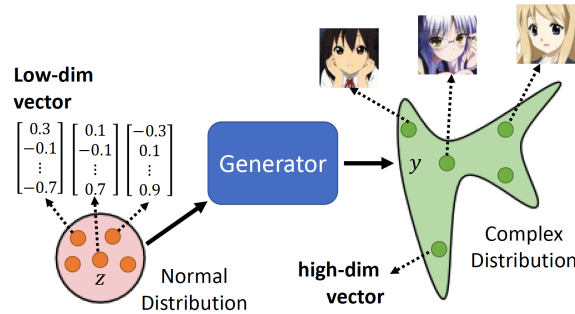 Low-dim
vector
0.3
−0.1
⋮
−0.7
0.1
−0.1
⋮
0.7
−0.3
0.1
⋮
0.9
Generator
y
z
Normal
Distribution
high-dim
vector
Complex
Distribution